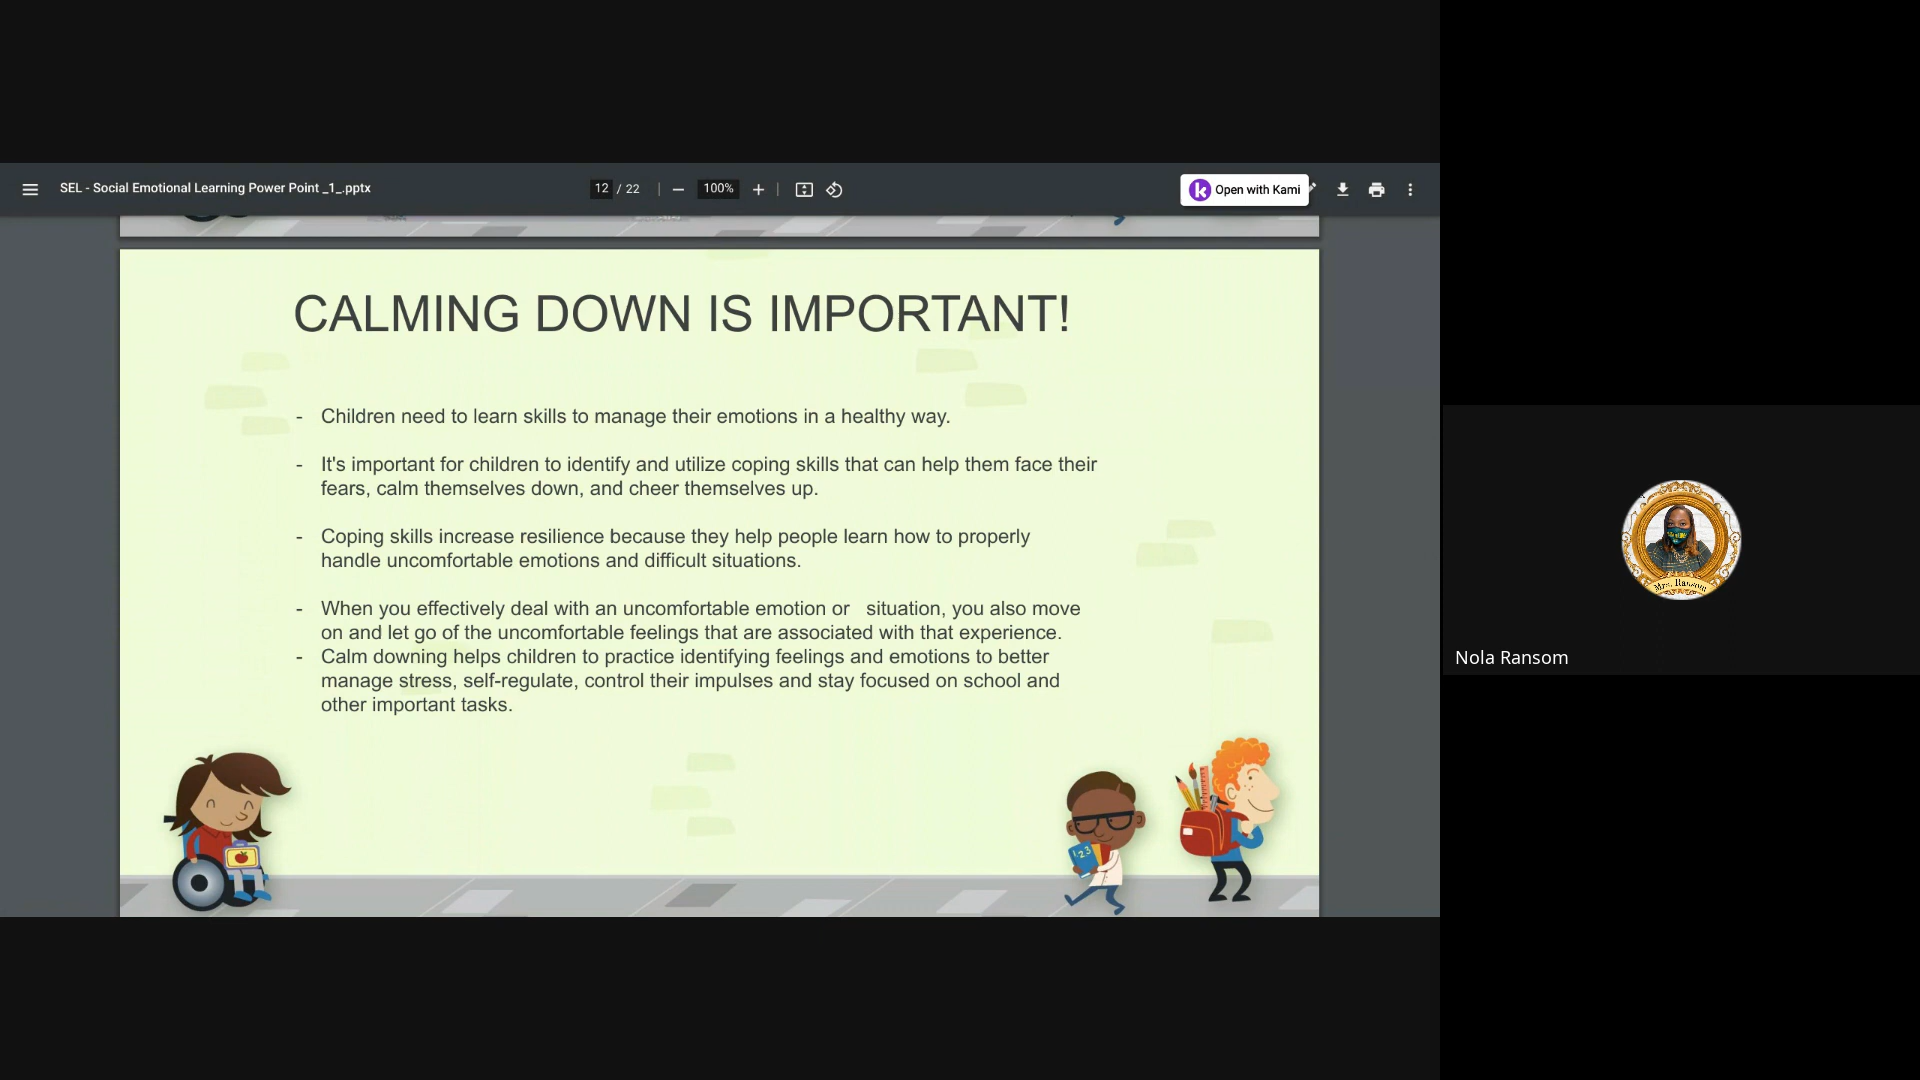 SEL - Social Emotional Learning Power Point _1_.pptx
12 / 22
100%
Open with Kami
CALMING DOWN IS IMPORTANT!
- Children need to learn skills to manage their emotions in a healthy way.
- It's important for children to identify and utilize coping skills that can help them face their
fears, calm themselves down, and cheer themselves up.
- Coping skills increase resilience because they help people learn how to properly
handle uncomfortable emotions and difficult situations.
- When you effectively deal with an uncomfortable emotion or   situation, you also move
on and let go of the uncomfortable feelings that are associated with that experience.
- Calm downing helps children to practice identifying feelings and emotions to better
manage stress, self-regulate, control their impulses and stay focused on school and
other important tasks.
123
Mrs. Ransom
Nola Ransom